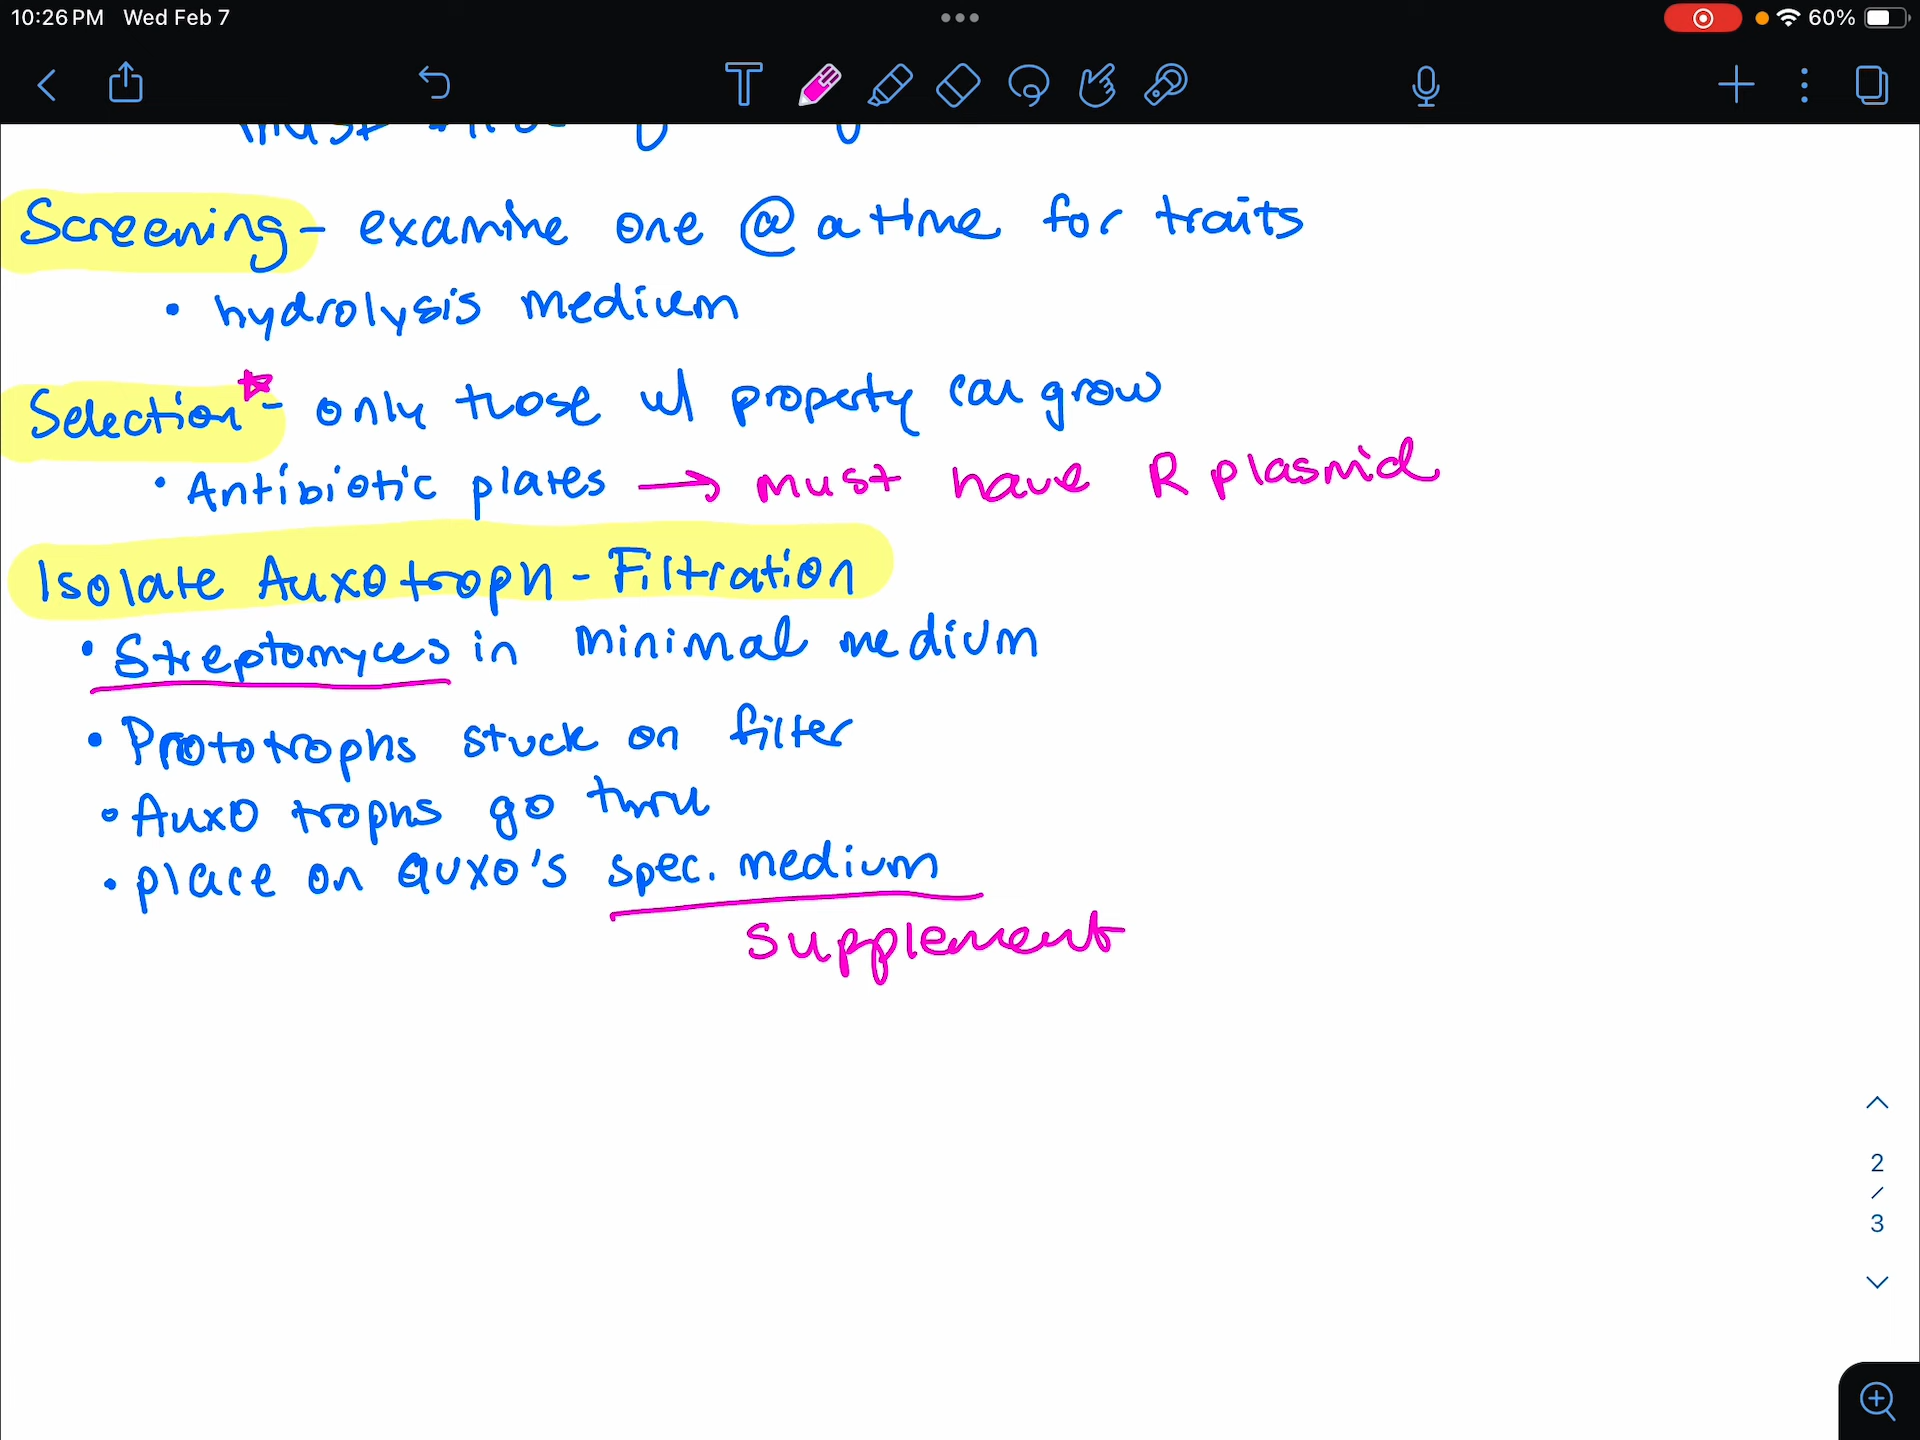 10:26 PM Wed Feb 7
60%
Screening - examine one @ a time for traits
• hydrolysis medium
Selection* - only those w/ property can grow
• Antibiotic plates → must have R plasmid
Isolate Auxotroph - Filtration
• Streptomyces in minimal medium
• Prototrophs stuck on filter
• Auxotrophs go thru
• place on auxo's spec. medium
supplement
2
/
3